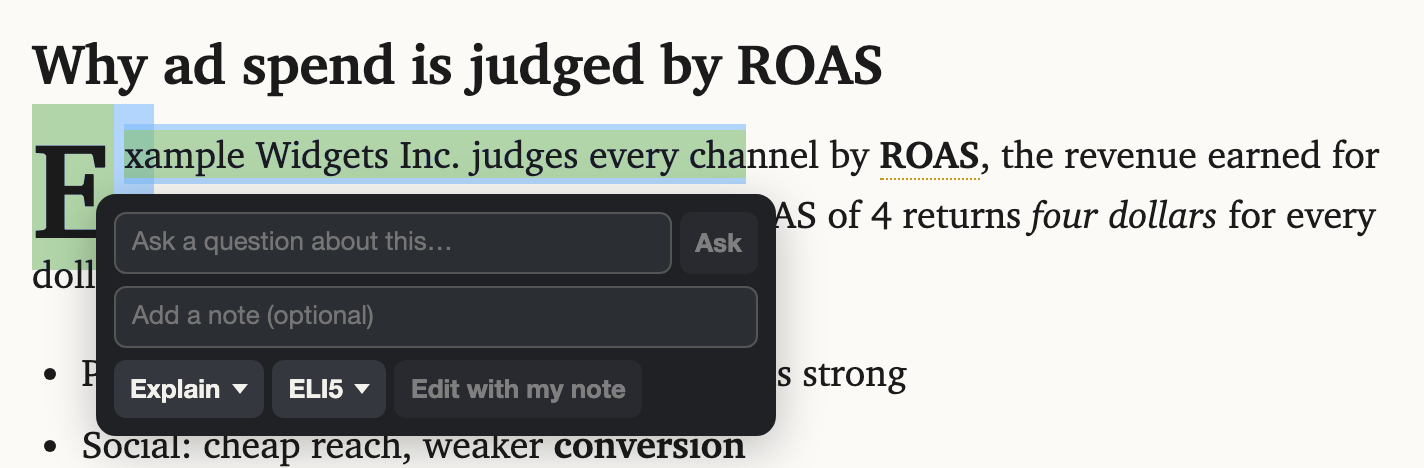 Why ad spend is judged by ROAS
Example Widgets Inc. judges every channel by ROAS, the revenue earned for
of 4 returns four dollars for every
Ask a question about this...
Ask
Add a note (optional)
s strong
Explain
ELI5
Edit with my note
Social: cheap reach, weaker conversion